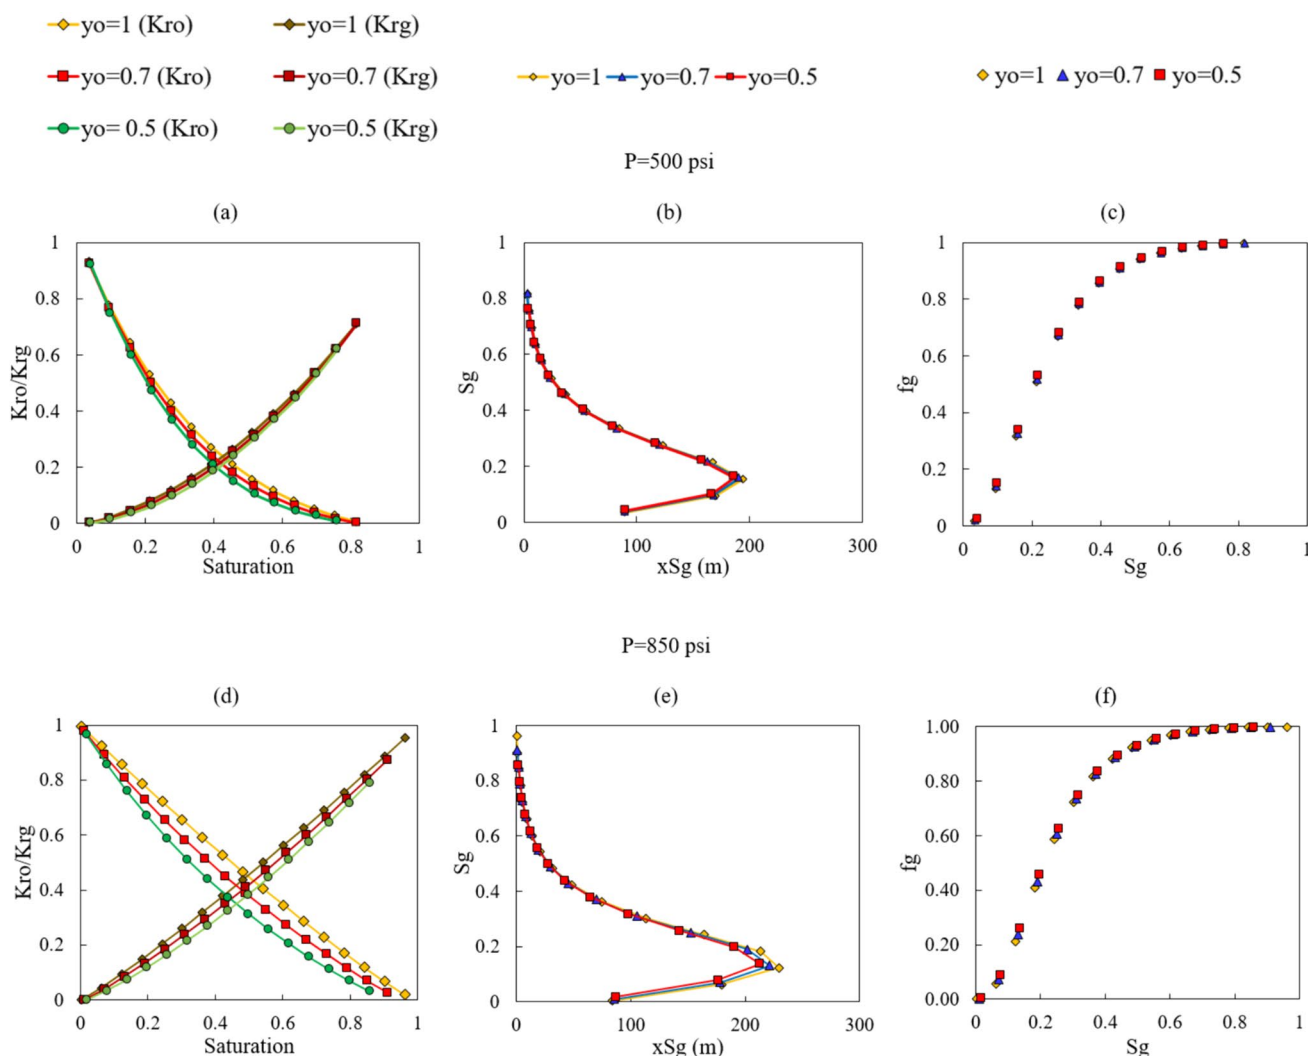 yo=1 (Kro) yo=1 (Krg)
yo=0.7 (Kro) yo=0.7 (Krg) yo=1 yo=0.7 yo=0.5 yo=1 yo=0.7 yo=0.5
yo= 0.5 (Kro) yo=0.5 (Krg)
P=500 psi
(a) (b) (c)
Kro/Krg
1
0.8
0.6
0.4
0.2
0
0 0.2 0.4 0.6 0.8 1
Saturation
Sg
1
0.8
0.6
0.4
0.2
0
0 100 200 300
xSg (m)
fg
1
0.8
0.6
0.4
0.2
0
0 0.2 0.4 0.6 0.8 1
Sg
P=850 psi
(d) (e) (f)
Kro/Krg
1
0.8
0.6
0.4
0.2
0
0 0.2 0.4 0.6 0.8 1
Saturation
Sg
1
0.8
0.6
0.4
0.2
0
0 100 200 300
xSg (m)
fg
1.00
0.80
0.60
0.40
0.20
0.00
0 0.2 0.4 0.6 0.8 1
Sg